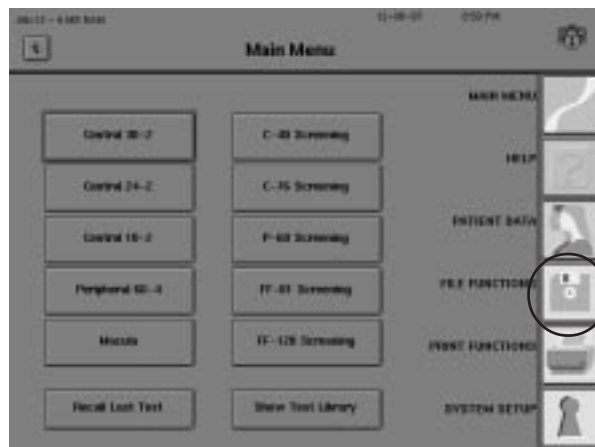 Main Menu
MAIN MENU
Central 30-2
C-40 Screening
HELP
Central 24-2
C-76 Screening
PATIENT DATA
Central 10-2
P-60 Screening
FILE FUNCTIONS
Peripheral 60-4
FF-81 Screening
PRINT FUNCTIONS
Macula
FF-120 Screening
Recall Last Test
Show Test Library
SYSTEM SETUP